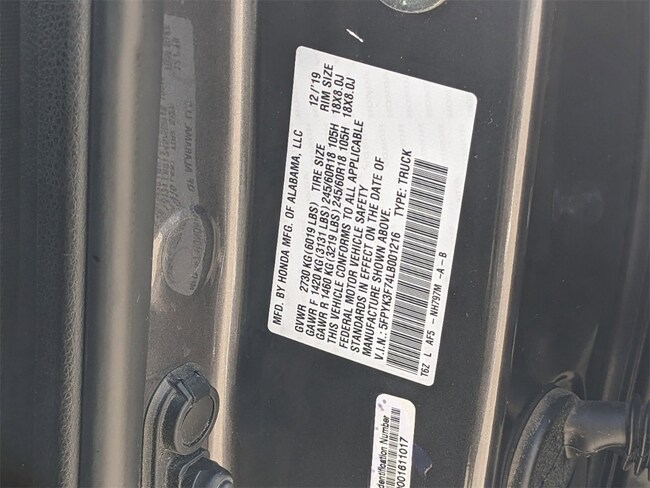 MFD. BY HONDA MFG. OF ALABAMA, LLC 12/'19
GVWR 2730 KG(6019 LBS) TIRE SIZE RIM SIZE
GAWR F 1420 KG(3131 LBS) 245/60R18 105H 18X8.0J
GAWR R 1460 KG(3219 LBS) 245/60R18 105H 18X8.0J
THIS VEHICLE CONFORMS TO ALL APPLICABLE
FEDERAL MOTOR VEHICLE SAFETY
STANDARDS IN EFFECT ON THE DATE OF
MANUFACTURE SHOWN ABOVE.
V.I.N.: 5FPYK3F74LB001216 TYPE: TRUCK
T6Z L AF5 -NH797M -A -B
dentification Number
0001611017